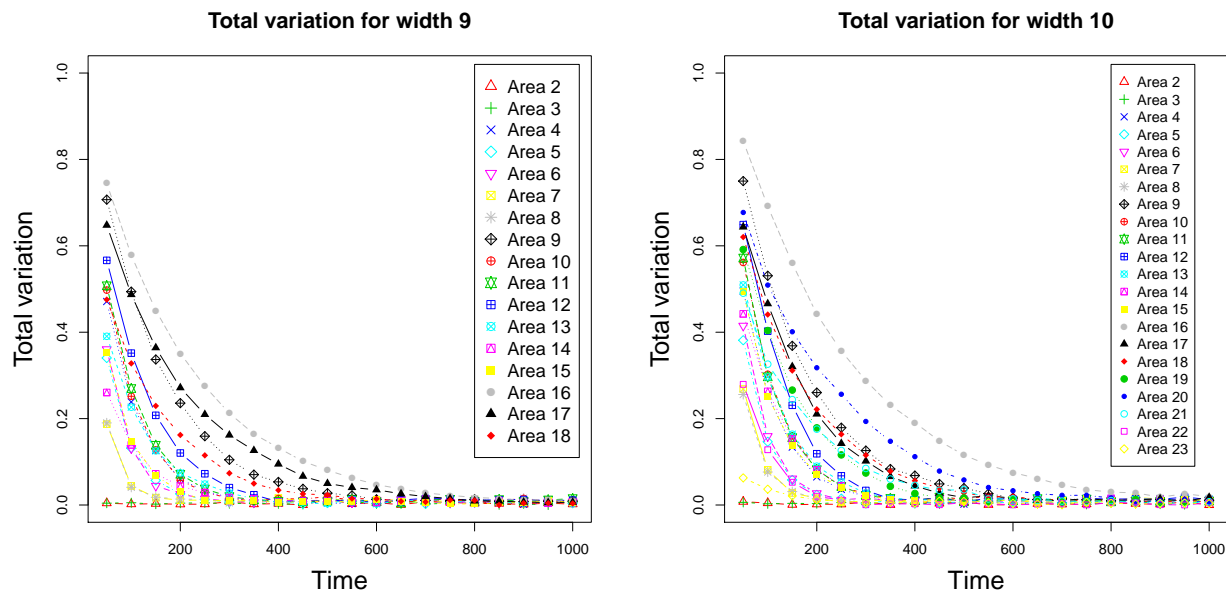 Total variation for width 9
Total variation
1.0
0.8
0.6
0.4
0.2
0.0
200
400
600
800
1000
Time
Area 2
Area 3
Area 4
Area 5
Area 6
Area 7
Area 8
Area 9
Area 10
Area 11
Area 12
Area 13
Area 14
Area 15
Area 16
Area 17
Area 18
Total variation for width 10
Total variation
1.0
0.8
0.6
0.4
0.2
0.0
200
400
600
800
1000
Time
Area 2
Area 3
Area 4
Area 5
Area 6
Area 7
Area 8
Area 9
Area 10
Area 11
Area 12
Area 13
Area 14
Area 15
Area 16
Area 17
Area 18
Area 19
Area 20
Area 21
Area 22
Area 23